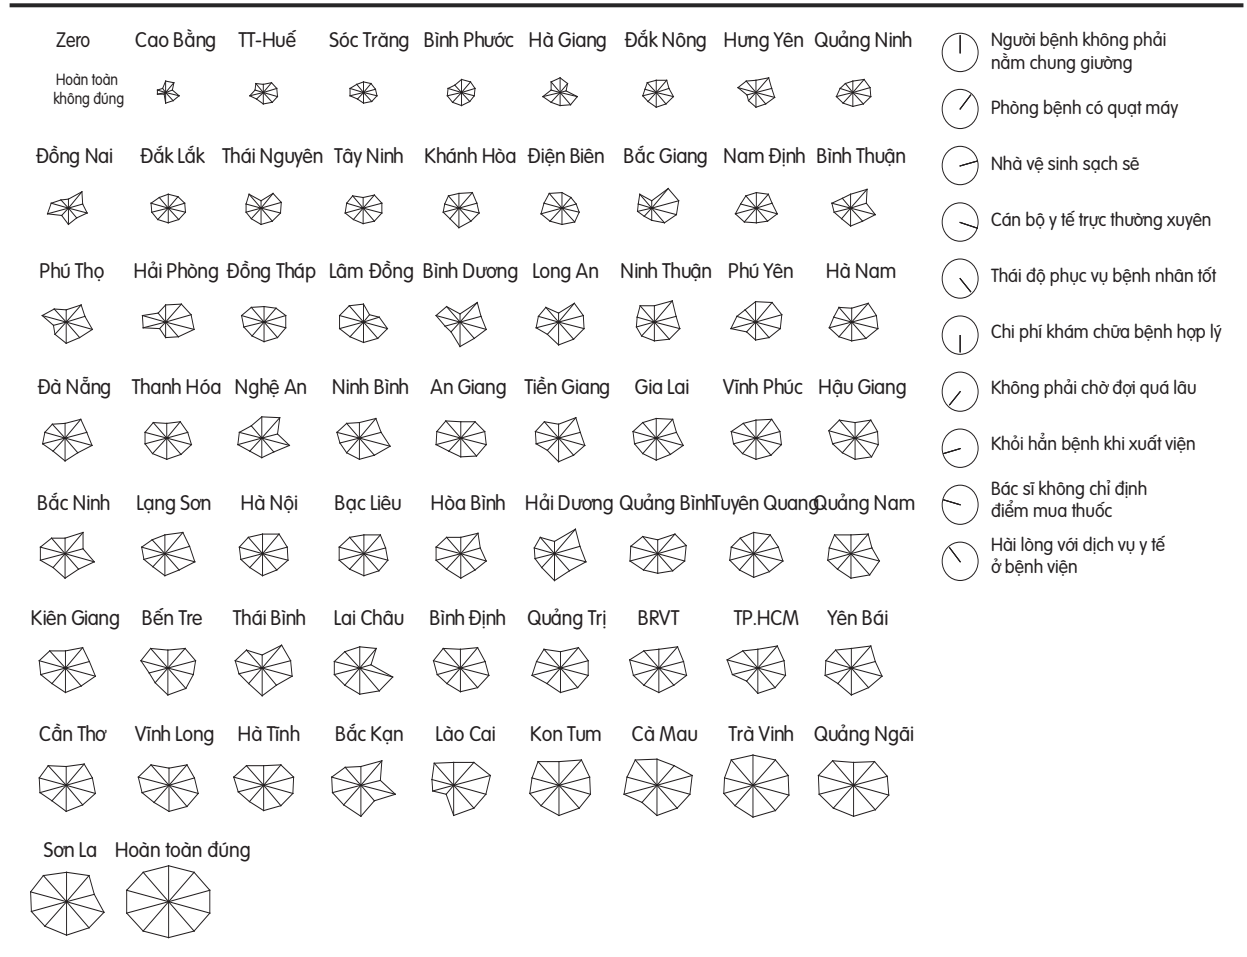 Zero Cao Bằng TT-Huế Sóc Trăng Bình Phước Hà Giang Đắk Nông Hưng Yên Quảng Ninh
Hoàn toàn
không đúng
Đồng Nai Đắk Lắk Thái Nguyên Tây Ninh Khánh Hòa Điện Biên Bắc Giang Nam Định Bình Thuận
Phú Thọ Hải Phòng Đồng Tháp Lâm Đồng Bình Dương Long An Ninh Thuận Phú Yên Hà Nam
Đà Nẵng Thanh Hóa Nghệ An Ninh Bình An Giang Tiền Giang Gia Lai Vĩnh Phúc Hậu Giang
Bắc Ninh Lạng Sơn Hà Nội Bạc Liêu Hòa Bình Hải Dương Quảng Bình Tuyên Quang Quảng Nam
Kiên Giang Bến Tre Thái Bình Lai Châu Bình Định Quảng Trị BRVT TP.HCM Yên Bái
Cần Thơ Vĩnh Long Hà Tĩnh Bắc Kạn Lào Cai Kon Tum Cà Mau Trà Vinh Quảng Ngãi
Sơn La Hoàn toàn đúng
Người bệnh không phải
nằm chung giường
Phòng bệnh có quạt máy
Nhà vệ sinh sạch sẽ
Cán bộ y tế trực thường xuyên
Thái độ phục vụ bệnh nhân tốt
Chi phí khám chữa bệnh hợp lý
Không phải chờ đợi quá lâu
Khỏi hẳn bệnh khi xuất viện
Bác sĩ không chỉ định
điểm mua thuốc
Hài lòng với dịch vụ y tế
ở bệnh viện